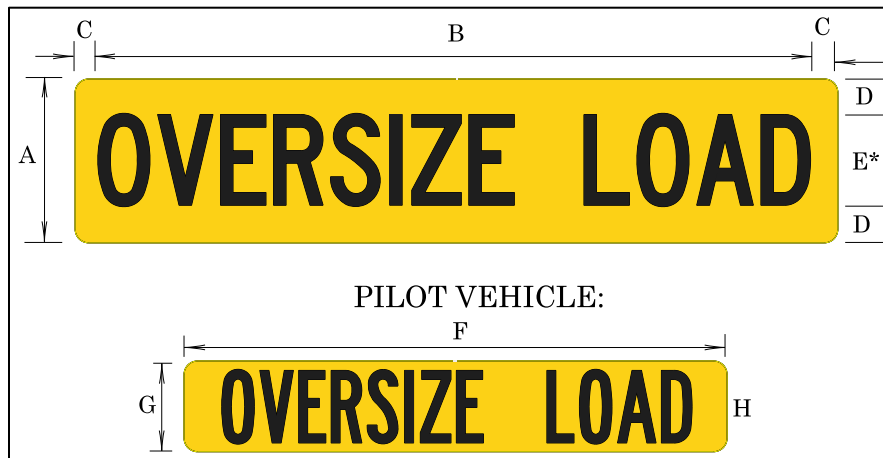 C B C
A OVERSIZE LOAD D
E*
D
PILOT VEHICLE:
F
G OVERSIZE LOAD H